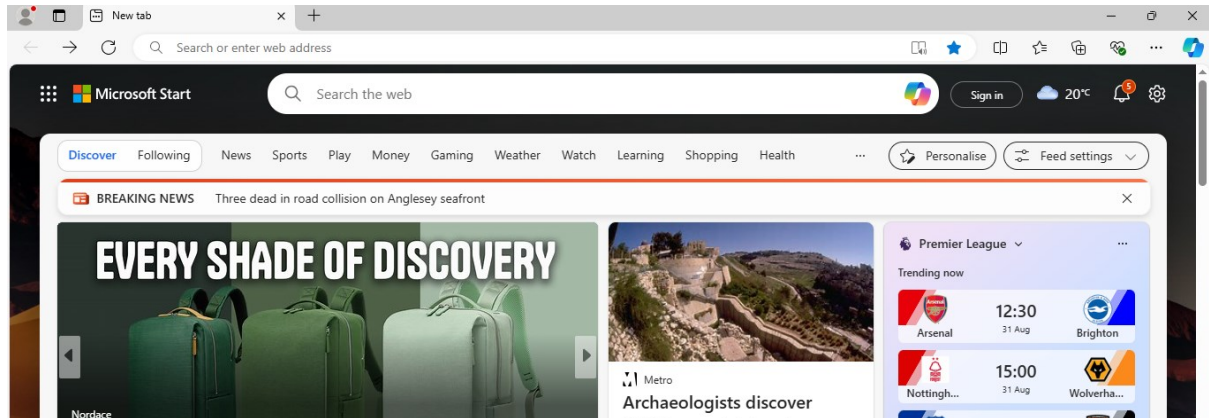 New tab
Search or enter web address
Microsoft Start
Search the web
Sign in
20°C
5
Discover Following News Sports Play Money Gaming Weather Watch Learning Shopping Health ... Personalise Feed settings
BREAKING NEWS Three dead in road collision on Anglesey seafront
EVERY SHADE OF DISCOVERY
Nordace
Metro
Archaeologists discover
Premier League
Trending now
Arsenal 12:30 31 Aug Brighton
Nottingh... 15:00 31 Aug Wolverha...